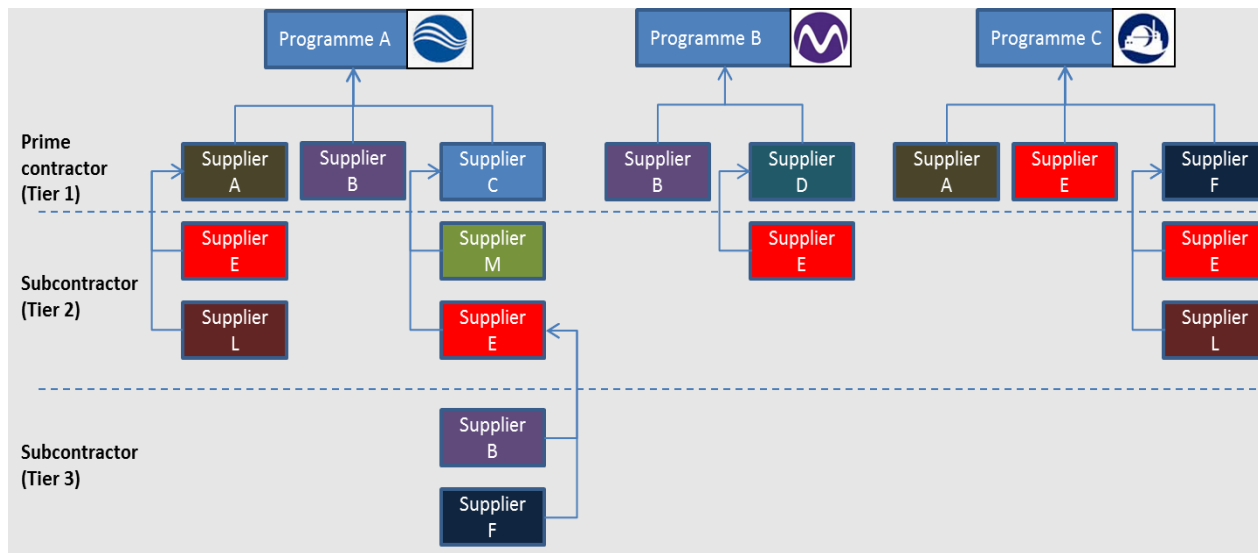 Programme A
Programme B
Programme C
Prime
contractor
(Tier 1)
Supplier
A
Supplier
B
Supplier
C
Supplier
B
Supplier
D
Supplier
A
Supplier
E
Supplier
F
Subcontractor
(Tier 2)
Supplier
E
Supplier
M
Supplier
E
Supplier
E
Supplier
L
Supplier
E
Supplier
L
Subcontractor
(Tier 3)
Supplier
B
Supplier
F